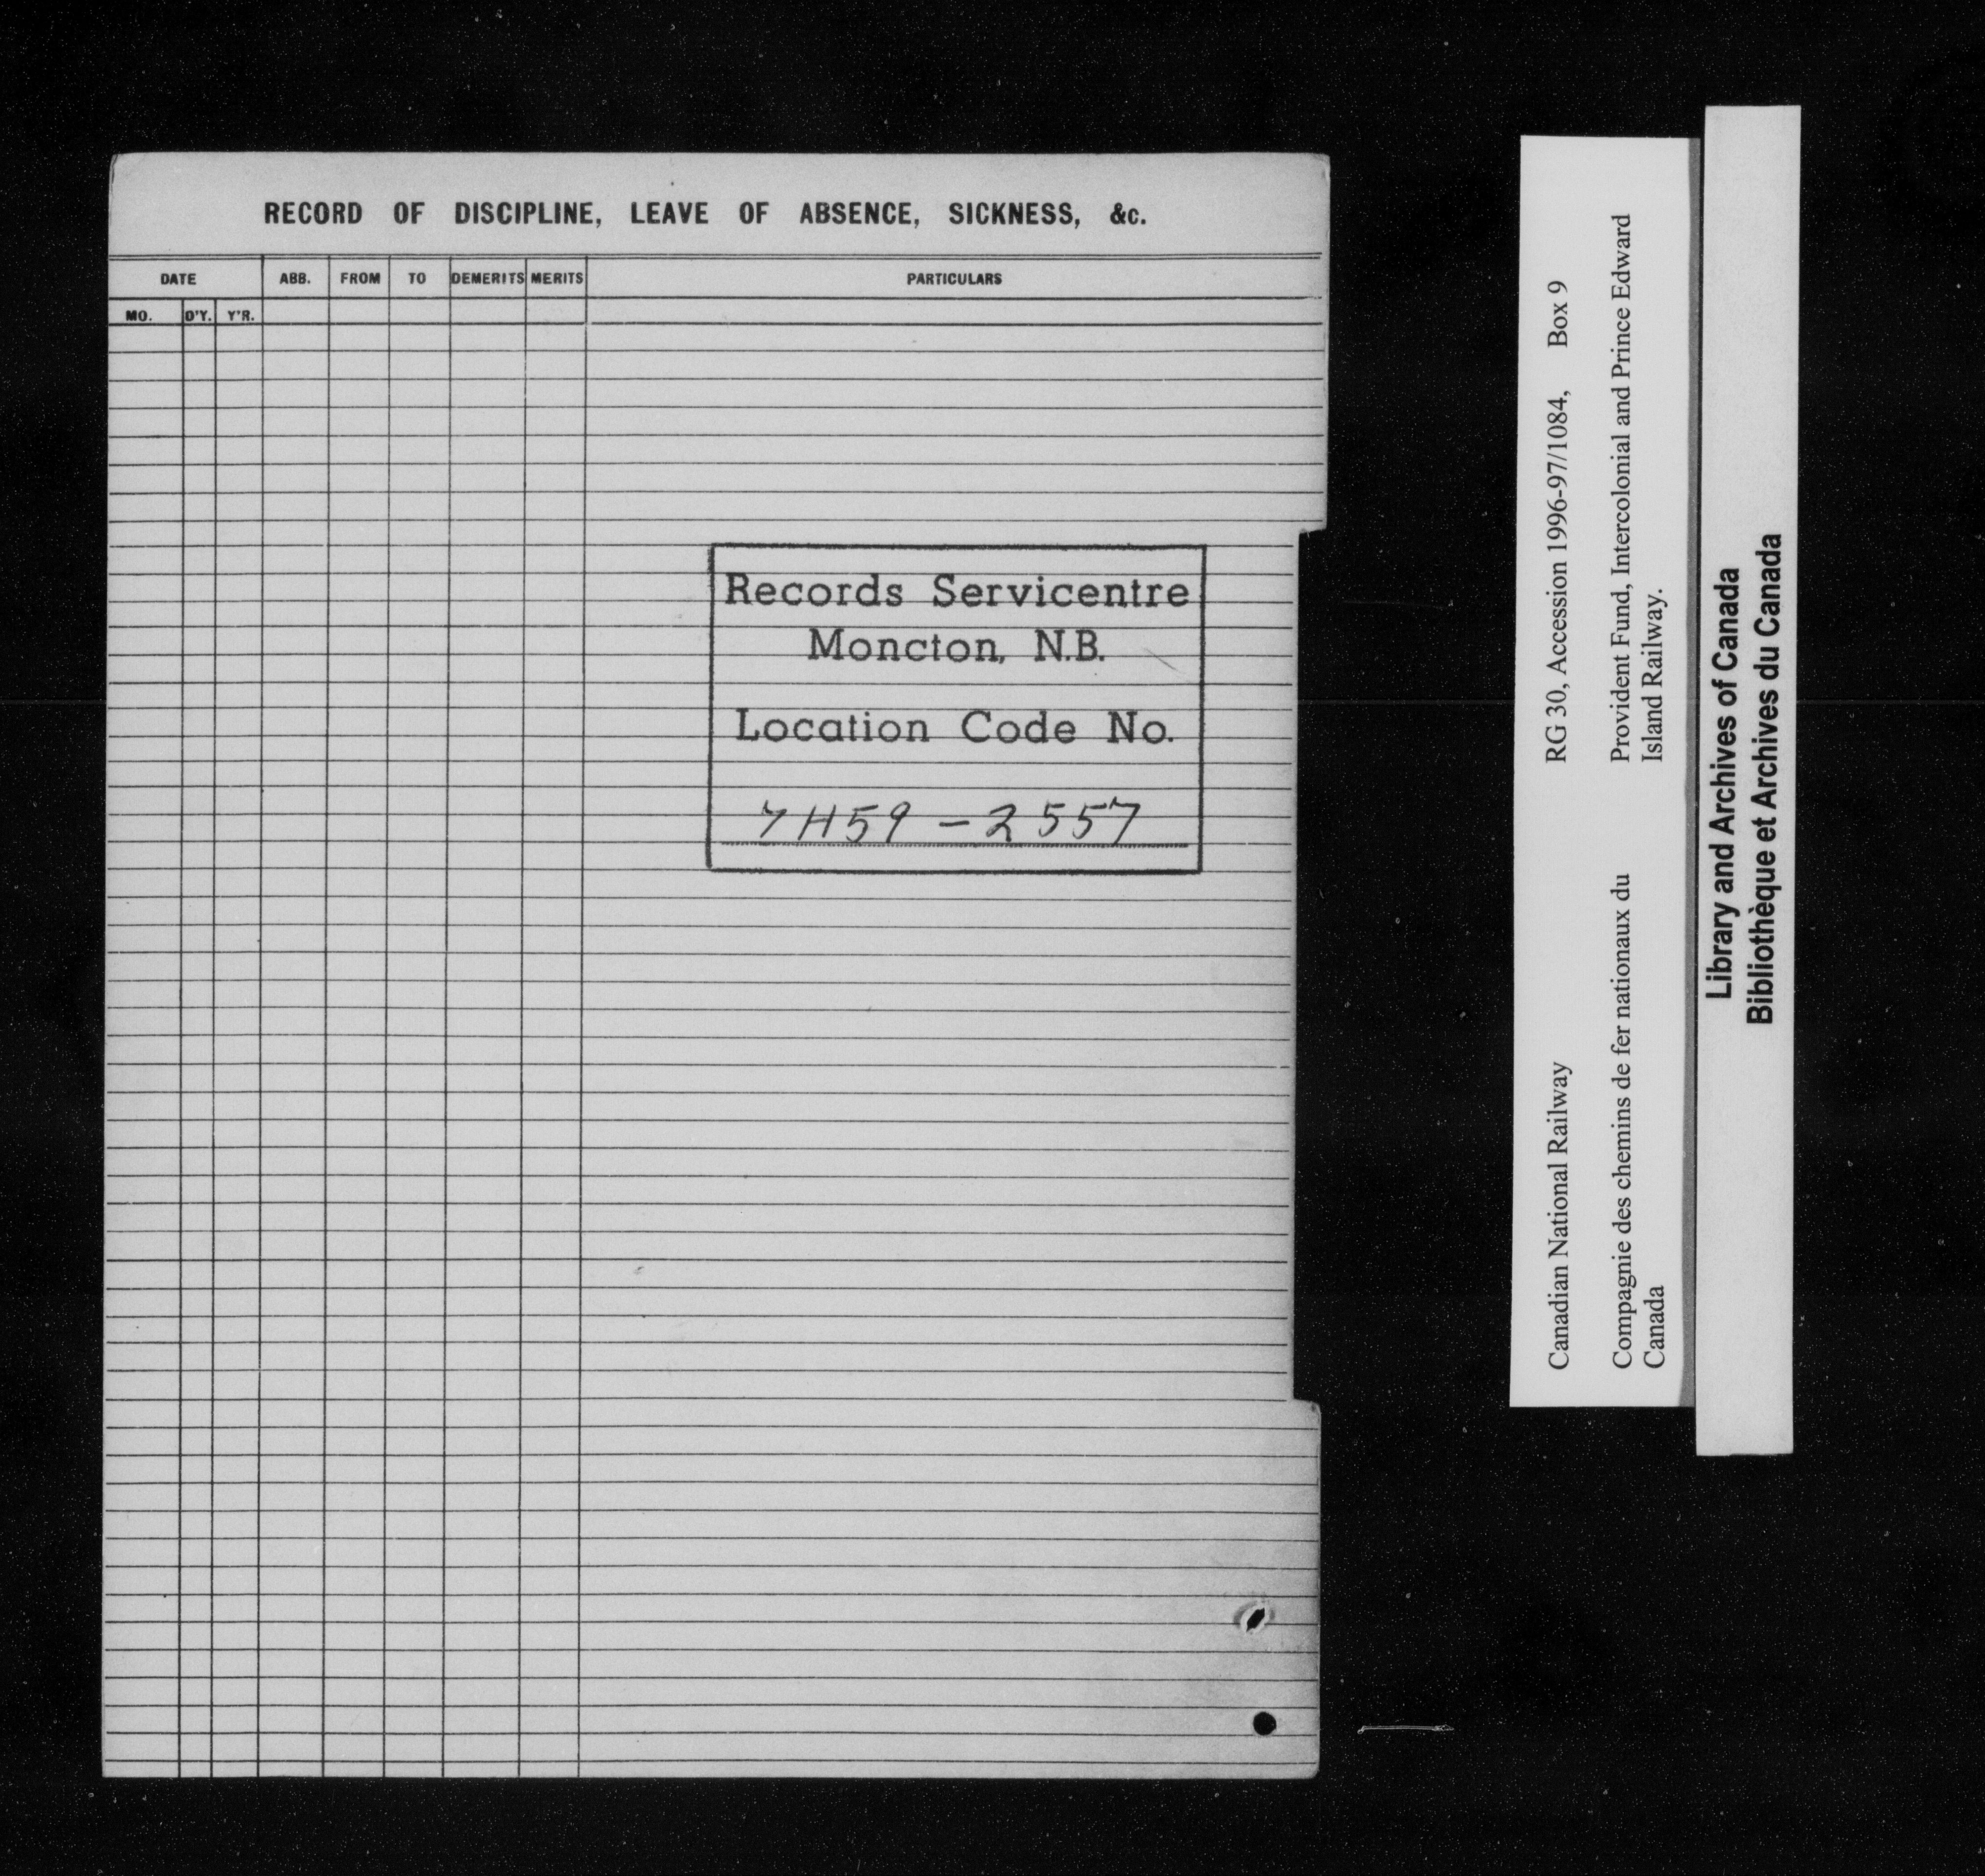 RECORD OF DISCIPLINE, LEAVE OF ABSENCE, SICKNESS, &c.
DATE ABB. FROM TO DEMERITS MERITS PARTICULARS
MO. D'Y. Y'R.
Records Servicentre
Moncton, N.B.
Location Code No.
7H59-2557
Canadian National Railway RG 30, Accession 1996-97/1084, Box 9
Compagnie des chemins de fer nationaux du Provident Fund, Intercolonial and Prince Edward
Canada Island Railway.
Library and Archives of Canada
Bibliothèque et Archives du Canada